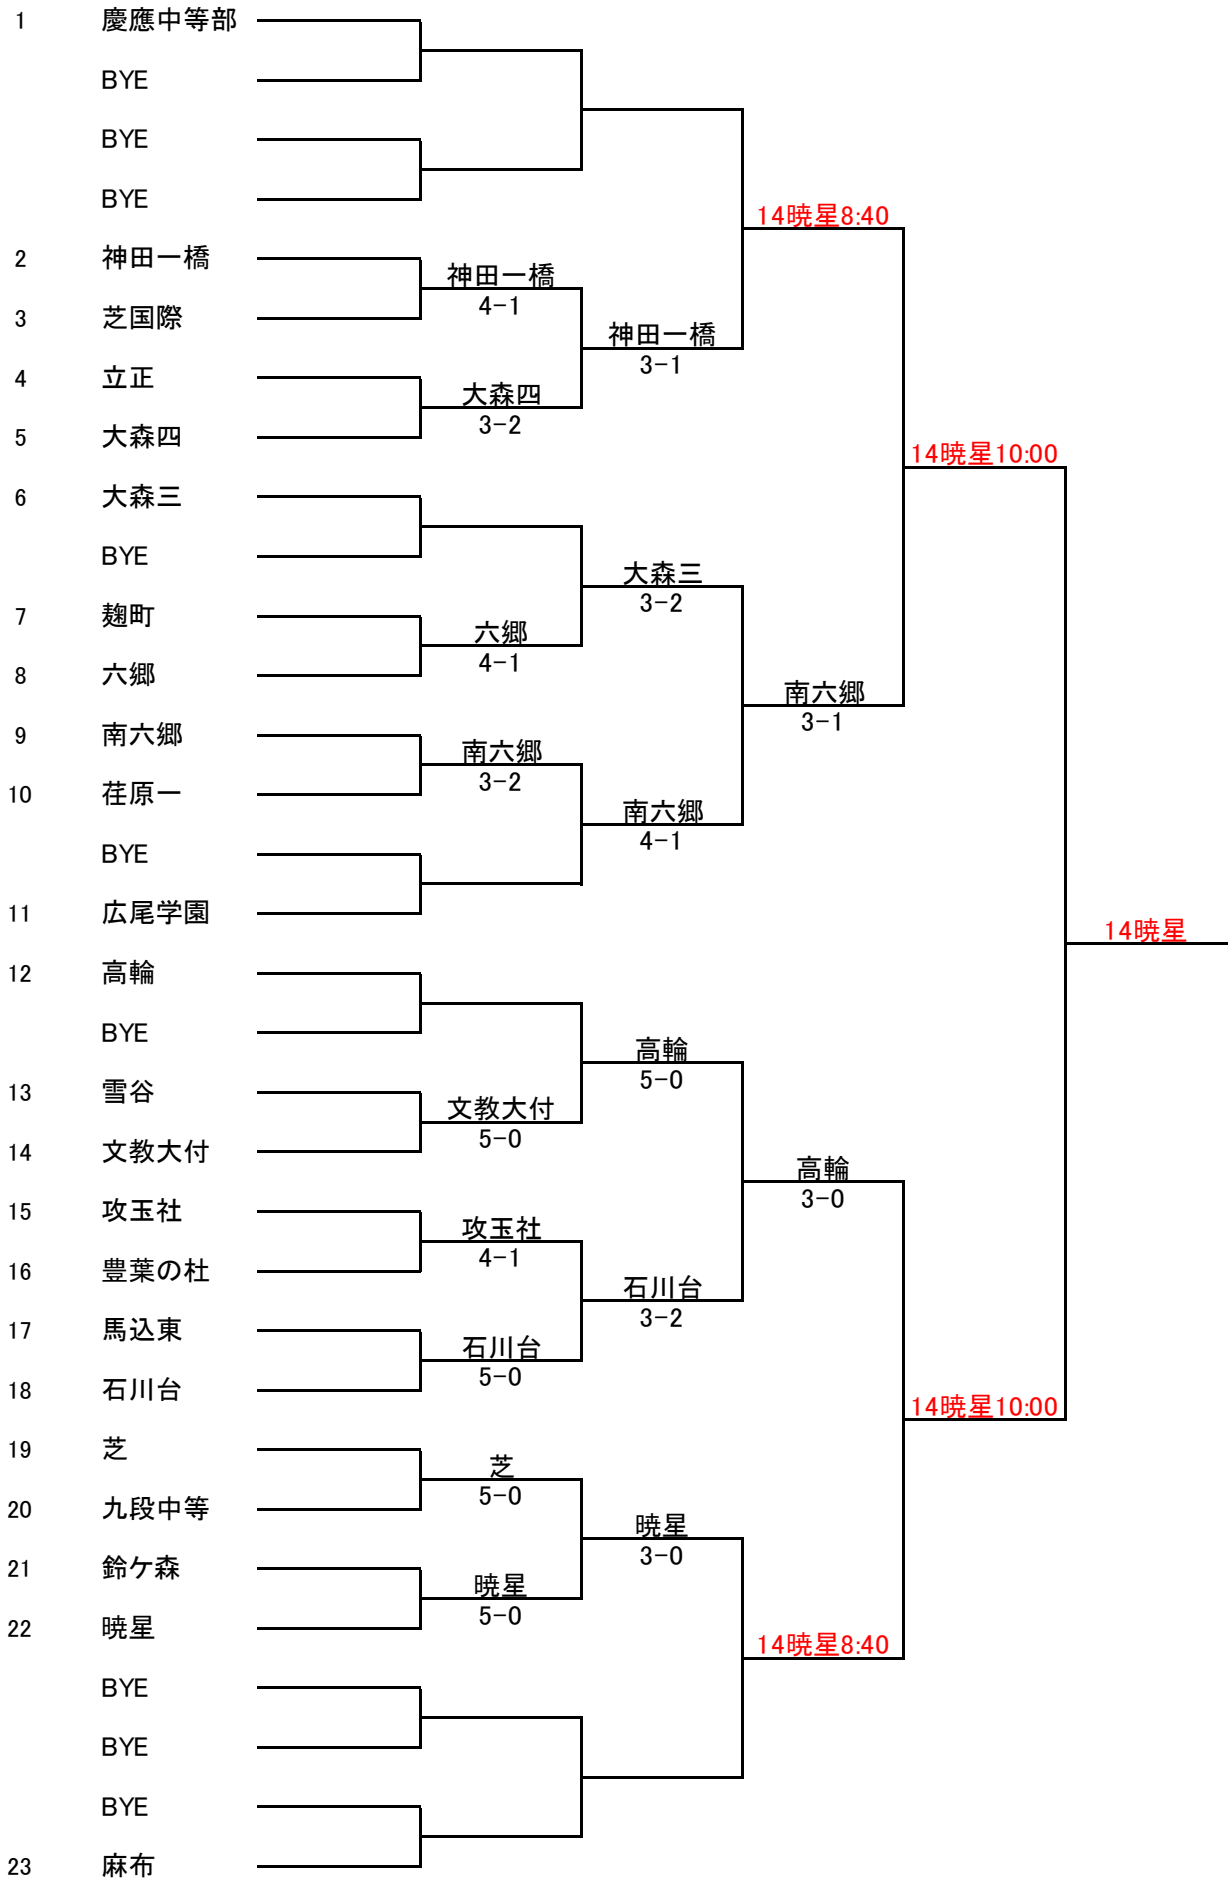 1 慶應中等部
BYE
BYE
BYE
14暁星8:40
2 神田一橋
神田一橋
4-1
3 芝国際
神田一橋
3-1
4 立正
大森四
3-2
5 大森四
14暁星10:00
6 大森三
BYE
大森三
3-2
7 麹町
六郷
4-1
8 六郷
南六郷
3-1
9 南六郷
南六郷
3-2
10 荏原一
南六郷
4-1
BYE
11 広尾学園
14暁星
12 高輪
BYE
高輪
5-0
13 雪谷
文教大付
5-0
14 文教大付
高輪
3-0
15 攻玉社
攻玉社
4-1
16 豊葉の杜
石川台
3-2
17 馬込東
石川台
5-0
18 石川台
14暁星10:00
19 芝
芝
5-0
20 九段中等
暁星
3-0
21 鈴ケ森
暁星
5-0
22 暁星
14暁星8:40
BYE
BYE
BYE
23 麻布